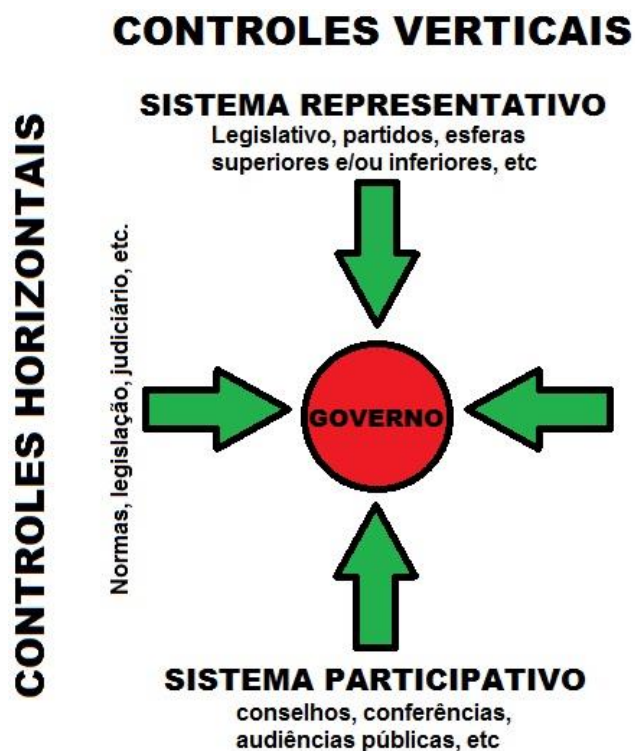 CONTROLES VERTICAIS
SISTEMA REPRESENTATIVO
Legislativo, partidos, esferas
superiores e/ou inferiores, etc
CONTROLES HORIZONTAIS
Normas, legislação, judiciário, etc.
GOVERNO
SISTEMA PARTICIPATIVO
conselhos, conferências,
audiências públicas, etc